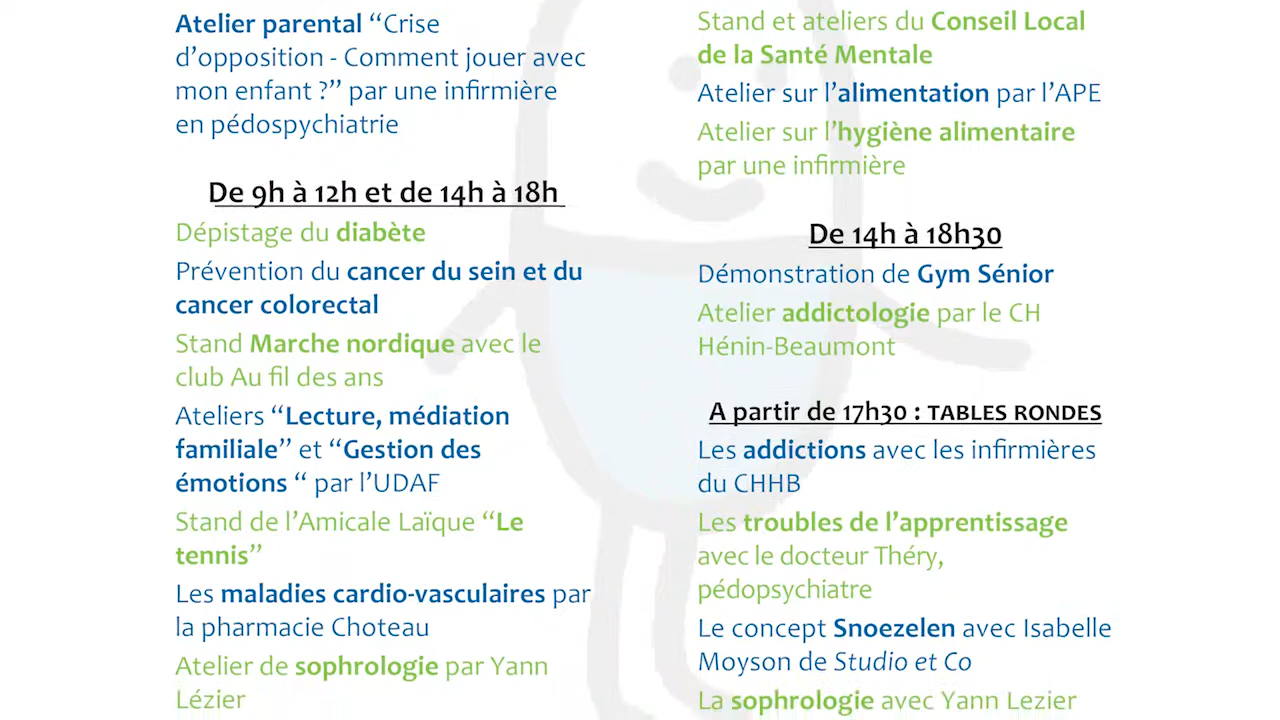 Atelier parental “Crise
d’opposition - Comment jouer avec
mon enfant ?” par une infirmière
en pédospychiatrie
De 9h à 12h et de 14h à 18h
Dépistage du diabète
Prévention du cancer du sein et du
cancer colorectal
Stand Marche nordique avec le
club Au fil des ans
Ateliers “Lecture, médiation
familiale” et “Gestion des
émotions “ par l’UDAF
Stand de l’Amicale Laïque “Le
tennis”
Les maladies cardio-vasculaires par
la pharmacie Choteau
Atelier de sophrologie par Yann
Lézier
Stand et ateliers du Conseil Local
de la Santé Mentale
Atelier sur l’alimentation par l’APE
Atelier sur l’hygiène alimentaire
par une infirmière
De 14h à 18h30
Démonstration de Gym Sénior
Atelier addictologie par le CH
Hénin-Beaumont
A partir de 17h30 : TABLES RONDES
Les addictions avec les infirmières
du CHHB
Les troubles de l’apprentissage
avec le docteur Théry,
pédopsychiatre
Le concept Snoezelen avec Isabelle
Moyson de Studio et Co
La sophrologie avec Yann Lezier